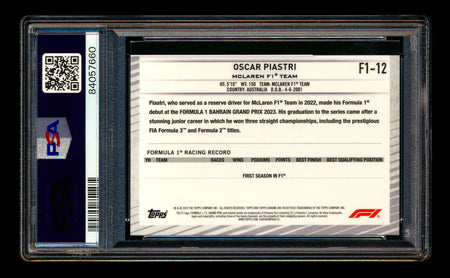 OSCAR PIASTRI
F1-12
McLAREN F1® TEAM
HT: 5'10" WT: 150 TEAM: McLAREN F1® TEAM
COUNTRY: AUSTRALIA D.O.B.: 4-6-2001
Piastri, who served as a reserve driver for McLaren F1® Team in 2022, made his Formula 1®
debut at the FORMULA 1 BAHRAIN GRAND PRIX 2023. His graduation to the series came after a
stunning junior career in which he won three straight championships, including the prestigious
FIA Formula 3™ and Formula 2™ titles.
FORMULA 1® RACING RECORD
YR TEAM RACES WINS PODIUMS POINTS BEST FINISH BEST QUALIFYING POSITION
FIRST SEASON IN F1®
Topps
F1
PSA
84057660